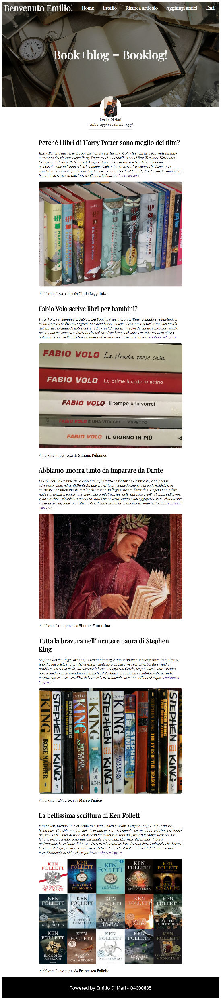 Benvenuto Emilio!
Home
Profilo
Ricerca articolo
Aggiungi amici
Esci
Book+blog = Booklog!
Emilio Di Mari
Ultimo aggiornamento: oggi
Perché i libri di Harry Potter sono meglio dei film?
Harry Potter è una serie di romanzi fantasy scritta da J. K. Rowling. La saga è incentrata sulle
avventure del giovane mago Harry Potter e dei suoi migliori amici Ron Weasley e Hermione
Granger, studenti della Scuola di Magia e Stregoneria di Hogwarts, ed è ambientata
principalmente nell'immaginario mondo magico. L'arco narrativo segue principalmente lo
scontro tra il giovane protagonista ed il mago oscuro Lord Voldemort, desideroso di conquistare
il mondo magico e di raggiungere l'immortalità...continua a leggere
HARRY POTTER
HARRY POTTER
HARRY POTTER
E IL CALICE DI FUOCO
HARRY POTTER
HARRY POTTER
E I DONI DELLA MORTE
Pubblicato il 27/03/2021 da Giulia Leggotutto
Fabio Volo scrive libri per bambini?
Fabio Volo, pseudonimo di Fabio Luigi Bonetti, è un attore, scrittore, conduttore radiofonico,
conduttore televisivo, sceneggiatore e doppiatore italiano. Presente nei vari campi dei media
italiani, ha raggiunto la notorietà in radio e in televisione, per poi diventare conosciuto anche
nel mondo del cinema e dell'editoria: nel 2011 i suoi romanzi sono arrivati a vendere oltre 5
milioni di copie nella sola Italia e sono stati tradotti anche in altre lingue...continua a leggere
FABIO VOLO La strada verso casa
FABIO VOLO Le prime luci del mattino
FABIO VOLO il tempo che vorrei
FABIO VOLO È UNA VITA CHE TI ASPETTO
FABIO VOLO IL GIORNO IN PIÙ
Pubblicato il 15/03/2021 da Simone Polemico
Abbiamo ancora tanto da imparare da Dante
La Comedìa, o Commedia, conosciuta soprattutto come Divina Commedia, è un poema
allegorico-didascalico di Dante Alighieri, scritto in terzine incatenate di endecasillabi (poi
chiamate per antonomasia terzine dantesche) in lingua volgare fiorentina. L'opera non esiste
nella sua forma originale: essendo stata prodotta prima della diffusione della stampa in Europa,
veniva scritta e ricopiata a mano; tra tutti i manoscritti giunti a noi oggigiorno non esistono due
versioni uguali, come per tutti i testi antichi. I casi di diversificazione sono tantissimi...continua
a leggere
Pubblicato il 01/03/2021 da Simona Fiorentina
Tutta la bravura nell'incutere paura di Stephen
King
Stephen Edwin King (Portland, 21 settembre 1947) è uno scrittore e sceneggiatore statunitense,
uno dei più celebri autori di letteratura fantastica, in particolare horror. Scrittore molto
prolifico, nel corso della sua carriera iniziata nel 1974 con Carrie, ha pubblicato oltre ottanta
opere, anche con lo pseudonimo di Richard Bachman, fra romanzi e antologie di racconti,
entrate spesso nella classifica dei best seller e vendendo oltre 500 milioni di copie...continua a
leggere
KING ROSE MADDER
STEPHEN KING CELL
STEPHEN KING FIRESTARTER
STEPHEN KING
KING WIZARD AND GLASS
KING BAG OF BONES
STEPHEN KING CELL
KING DIFFERENT SEASONS
DUMA KEY STEPHEN KING
CHRISTINE
STEPHEN KING THE EYES OF THE DRAGON
STEPHEN KING THE DEAD ZONE
STEPHEN KING CELL
Pubblicato il 26/02/2021 da Marco Panico
La bellissima scrittura di Ken Follett
Ken Follett, pseudonimo di Kenneth Martin Follett (Cardiff, 5 giugno 1949), è uno scrittore
britannico. Considerato uno dei più grandi narratori al mondo, ha raggiunto la prima posizione
del New York Times best-seller list con molti dei suoi romanzi, tra cui Il codice Rebecca, Un
letto di leoni, Mondo senza fine, La caduta dei giganti, L'inverno del mondo, I giorni
dell'eternità, La colonna di fuoco e Fu sera e fu mattina. Due dei suoi libri, I pilastri della Terra e
La cruna dell'ago, sono stati inseriti nella lista dei 100 best seller più venduti di tutti i tempi,
rispettivamente al 68° e al 92° posto...continua a leggere
KEN FOLLETT LA CADUTA DEI GIGANTI
KEN FOLLETT L'INVERNO DEL MONDO
KEN FOLLETT I GIORNI DELL'ETERNITÀ
KEN FOLLETT I PILASTRI DELLA TERRA
KEN FOLLETT MONDO SENZA FINE
KEN FOLLETT NOTTE SULL'ACQUA
KEN FOLLETT IL TERZO GEMELLO
KEN FOLLETT UN LUOGO CHIAMATO LIBERTÀ
KEN FOLLETT CODICE A ZERO
KEN FOLLETT IL MARTELLO DELL'EDEN
KEN FOLLETT IL CODICE REBECCA
KEN FOLLETT IL VOLO DEL CALABRONE
KEN FOLLETT NEL BIANCO
KEN FOLLETT LE GAZZE LADRE
KEN FOLLETT LO SCANDALO MODIGLIANI
Pubblicato il 18/02/2021 da Francesco Folletto
Powered by Emilio Di Mari - O4600835